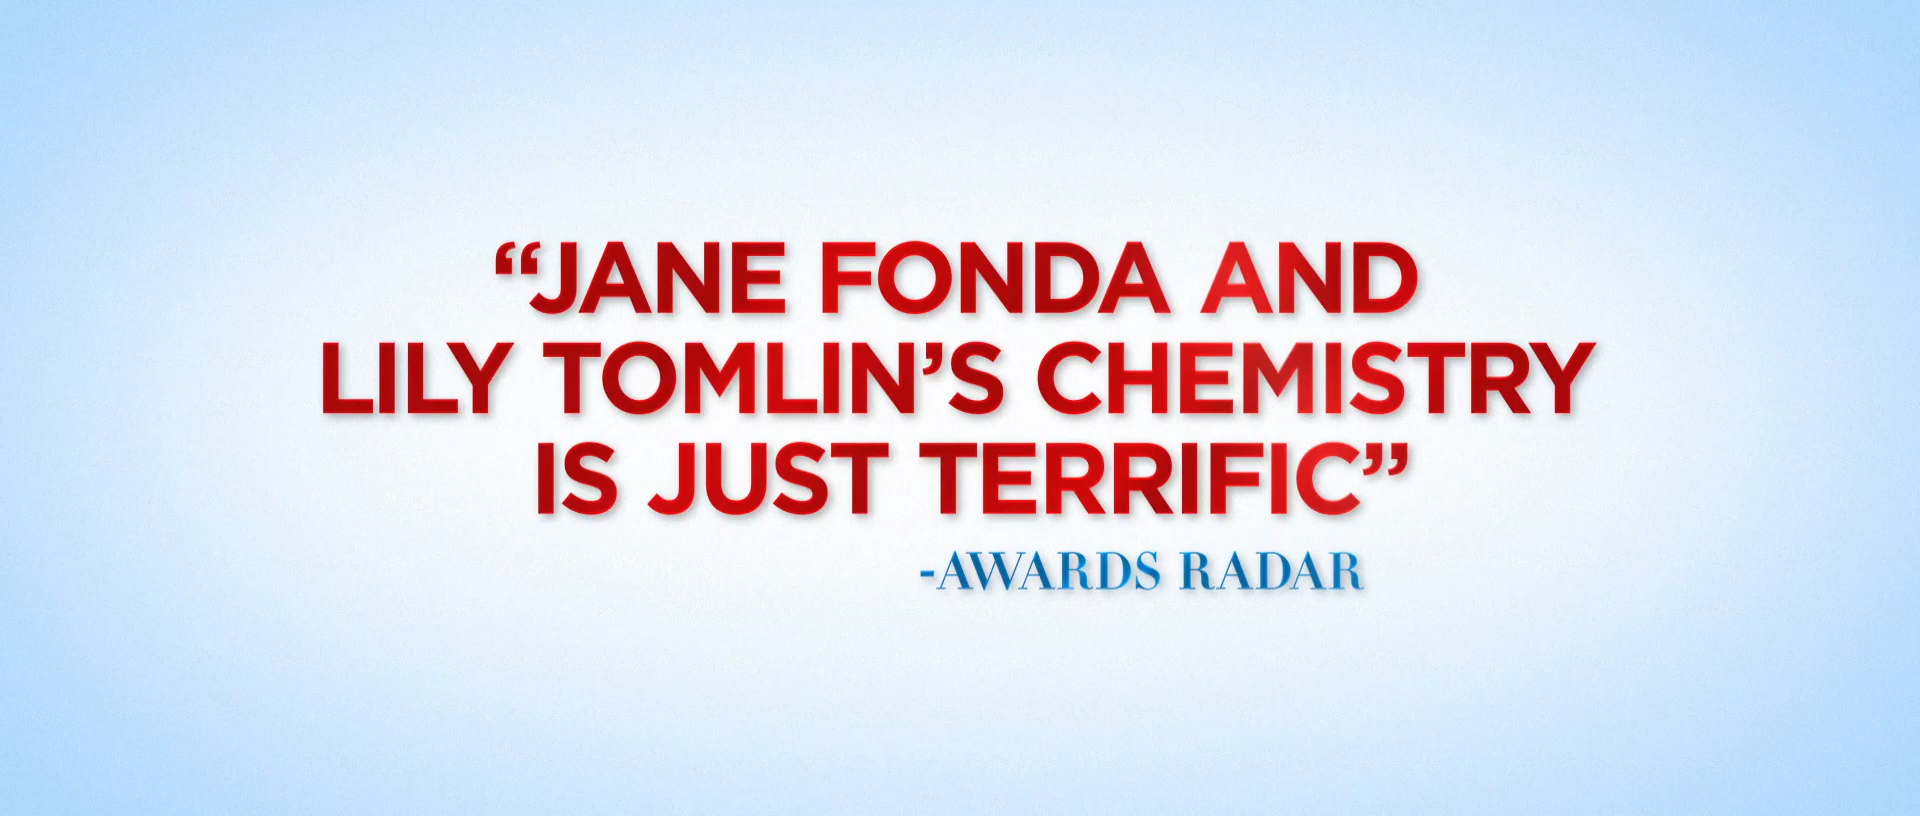 “JANE FONDA AND
LILY TOMLIN’S CHEMISTRY
IS JUST TERRIFIC”
-AWARDS RADAR